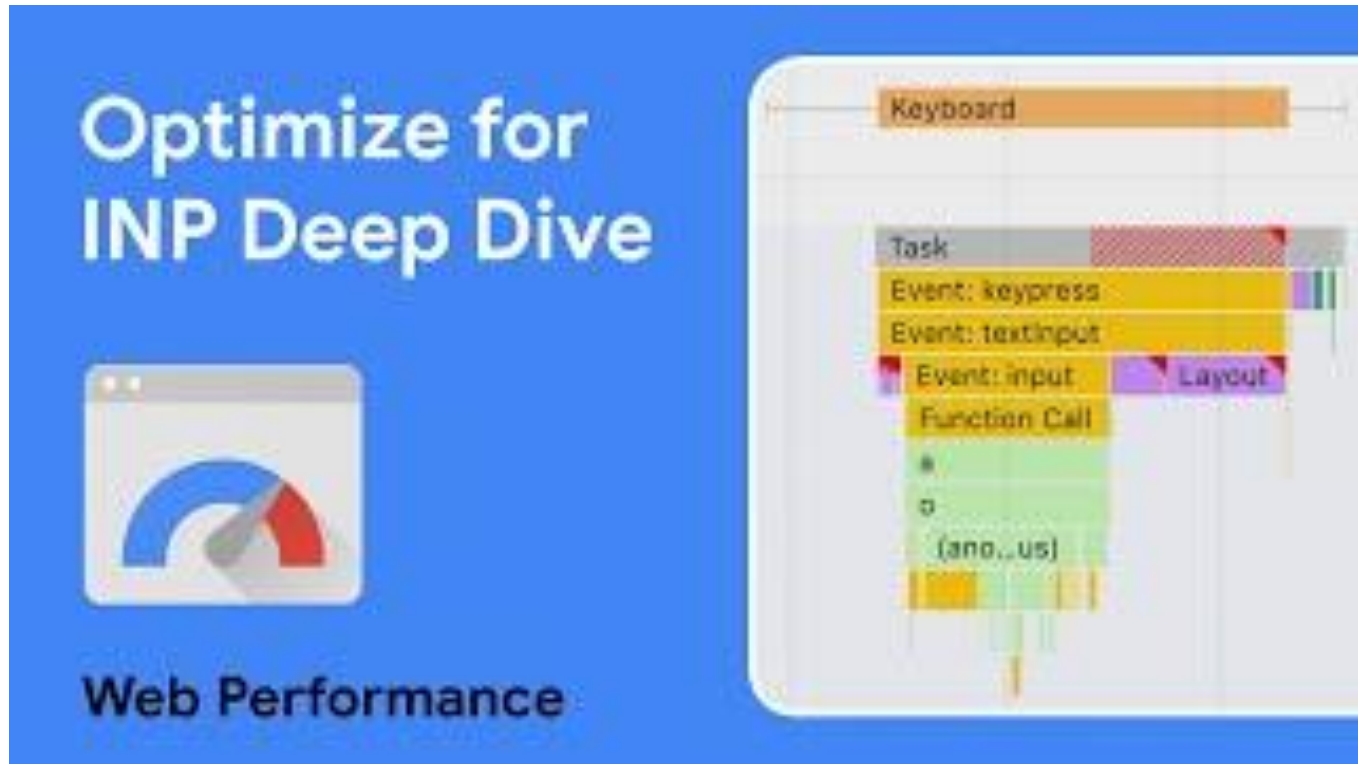 Optimize for
INP Deep Dive
Web Performance
Keyboard
Task
Event: keypress
Event: textInput
Event: input
Layout
Function Call
a
o
(ano...us)